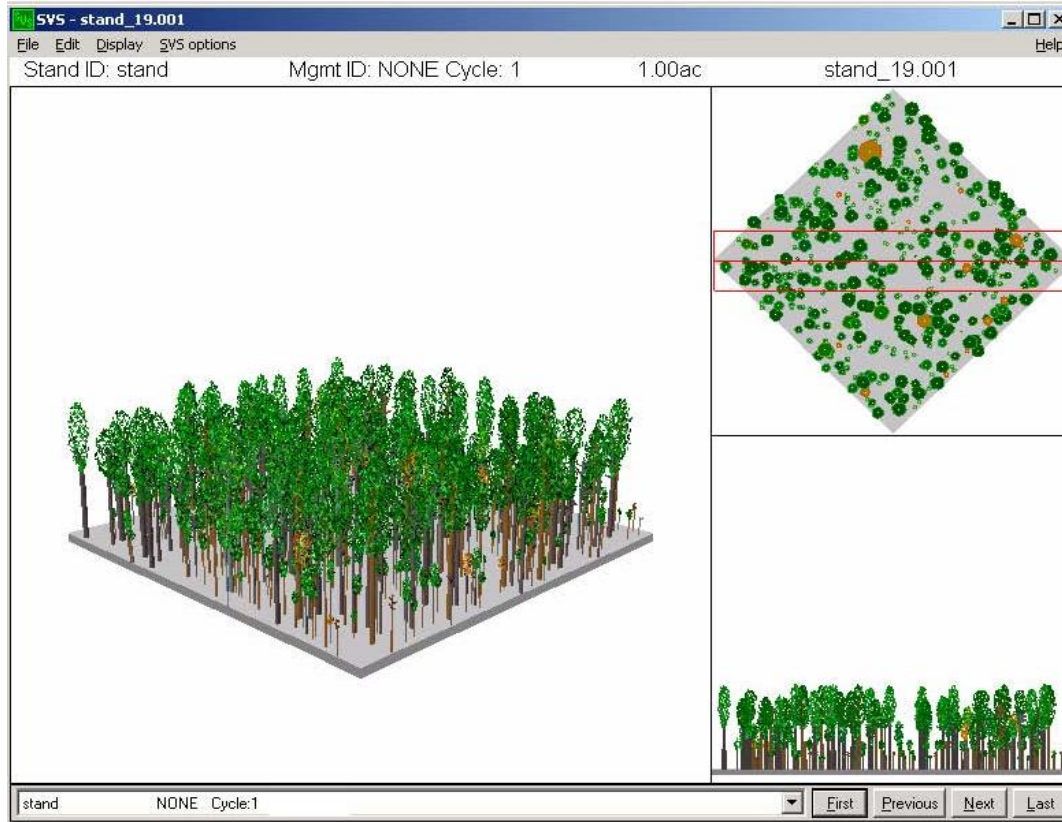 SVS - stand_19.001
File Edit Display SVS options Help
Stand ID: stand Mgmt ID: NONE Cycle: 1 1.00ac stand_19.001
stand NONE Cycle:1 First Previous Next Last